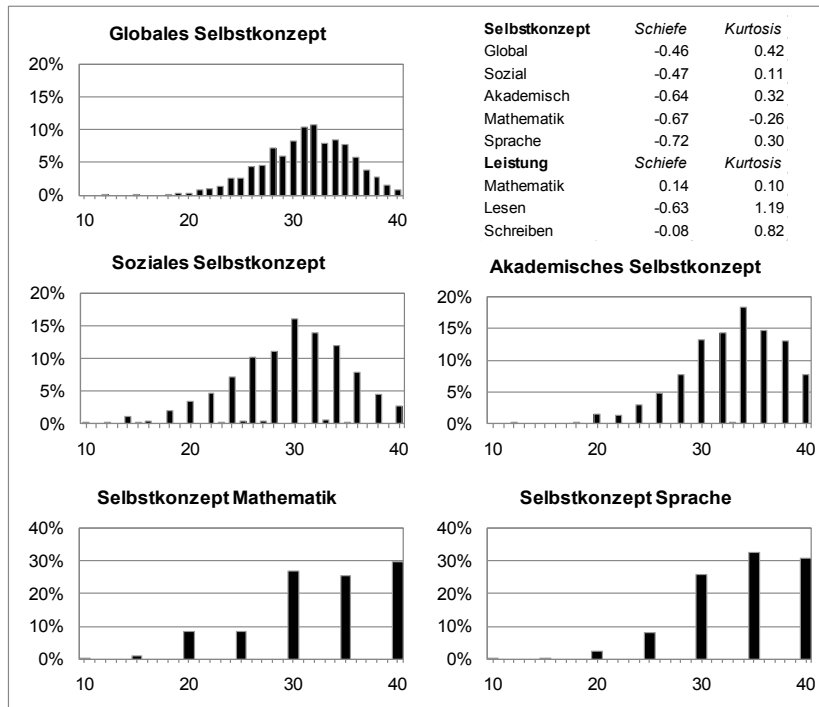 Globales Selbstkonzept
20%
15%
10%
5%
0%
10 20 30 40
Selbstkonzept Schiefe Kurtosis
Global -0.46 0.42
Sozial -0.47 0.11
Akademisch -0.64 0.32
Mathematik -0.67 -0.26
Sprache -0.72 0.30
Leistung Schiefe Kurtosis
Mathematik 0.14 0.10
Lesen -0.63 1.19
Schreiben -0.08 0.82
Soziales Selbstkonzept
20%
15%
10%
5%
0%
10 20 30 40
Akademisches Selbstkonzept
20%
15%
10%
5%
0%
10 20 30 40
Selbstkonzept Mathematik
40%
30%
20%
10%
0%
10 20 30 40
Selbstkonzept Sprache
40%
30%
20%
10%
0%
10 20 30 40